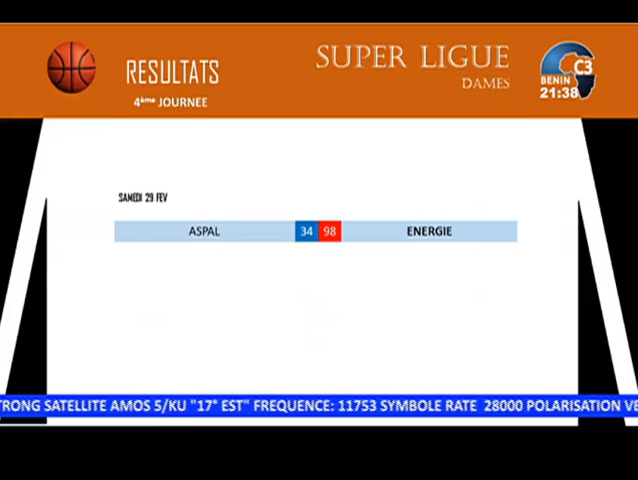 RESULTATS
4ème JOURNEE
SUPER LIGUE
DAMES
C3
BENIN
21:38
SAMEDI 29 FEV
ASPAL 34 98 ENERGIE
TRONG SATELLITE AMOS 5/KU "17° EST" FREQUENCE: 11753 SYMBOLE RATE 28000 POLARISATION VE